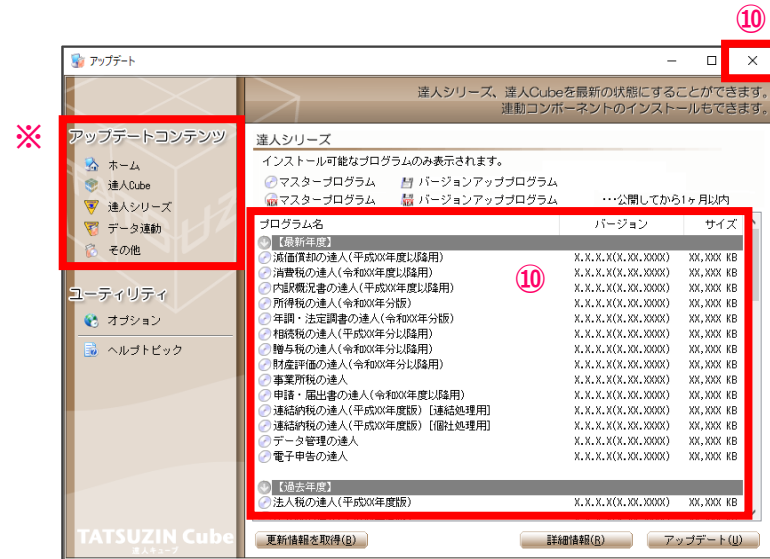 ⑩
アップデート
達人シリーズ、達人Cubeを最新の状態にすることができます。
連動コンポーネントのインストールもできます。
※
アップデートコンテンツ
ホーム
達人Cube
達人シリーズ
データ連動
その他
ユーティリティ
オプション
ヘルプトピック
TATSUZIN Cube
達人キューブ
達人シリーズ
インストール可能なプログラムのみ表示されます。
マスタープログラム バージョンアッププログラム
マスタープログラム バージョンアッププログラム ・・・公開してから1ヶ月以内
プログラム名 バージョン サイズ
【最新年度】
減価償却の達人(平成XX年度以降用) X.X.X.X(X.XX.XXXX) XX,XXX KB
消費税の達人(令和XX年度以降用) X.X.X.X(X.XX.XXXX) XX,XXX KB
内訳概況書の達人(平成XX年度以降用) X.X.X.X(X.XX.XXXX) XX,XXX KB
所得税の達人(令和XX年分版) X.X.X.X(X.XX.XXXX) XX,XXX KB
年調・法定調書の達人(令和XX年分版) X.X.X.X(X.XX.XXXX) XX,XXX KB
相続税の達人(平成XX年分以降用) X.X.X.X(X.XX.XXXX) XX,XXX KB
贈与税の達人(令和XX年分以降用) X.X.X.X(X.XX.XXXX) XX,XXX KB
財産評価の達人(令和XX年分以降用) X.X.X.X(X.XX.XXXX) XX,XXX KB
事業所税の達人 X.X.X.X(X.XX.XXXX) XX,XXX KB
申請・届出書の達人(令和XX年度以降用) X.X.X.X(X.XX.XXXX) XX,XXX KB
連結納税の達人(平成XX年度版)［連結処理用］ X.X.X.X(X.XX.XXXX) XX,XXX KB
連結納税の達人(平成XX年度版)［個社処理用］ X.X.X.X(X.XX.XXXX) XX,XXX KB
データ管理の達人 X.X.X.X(X.XX.XXXX) XX,XXX KB
電子申告の達人 X.X.X.X(X.XX.XXXX) XX,XXX KB
⑩
【過去年度】
法人税の達人(平成XX年度版) X.X.X.X(X.XX.XXXX) XX,XXX KB
更新情報を取得(B) 詳細情報(R) アップデート(U)